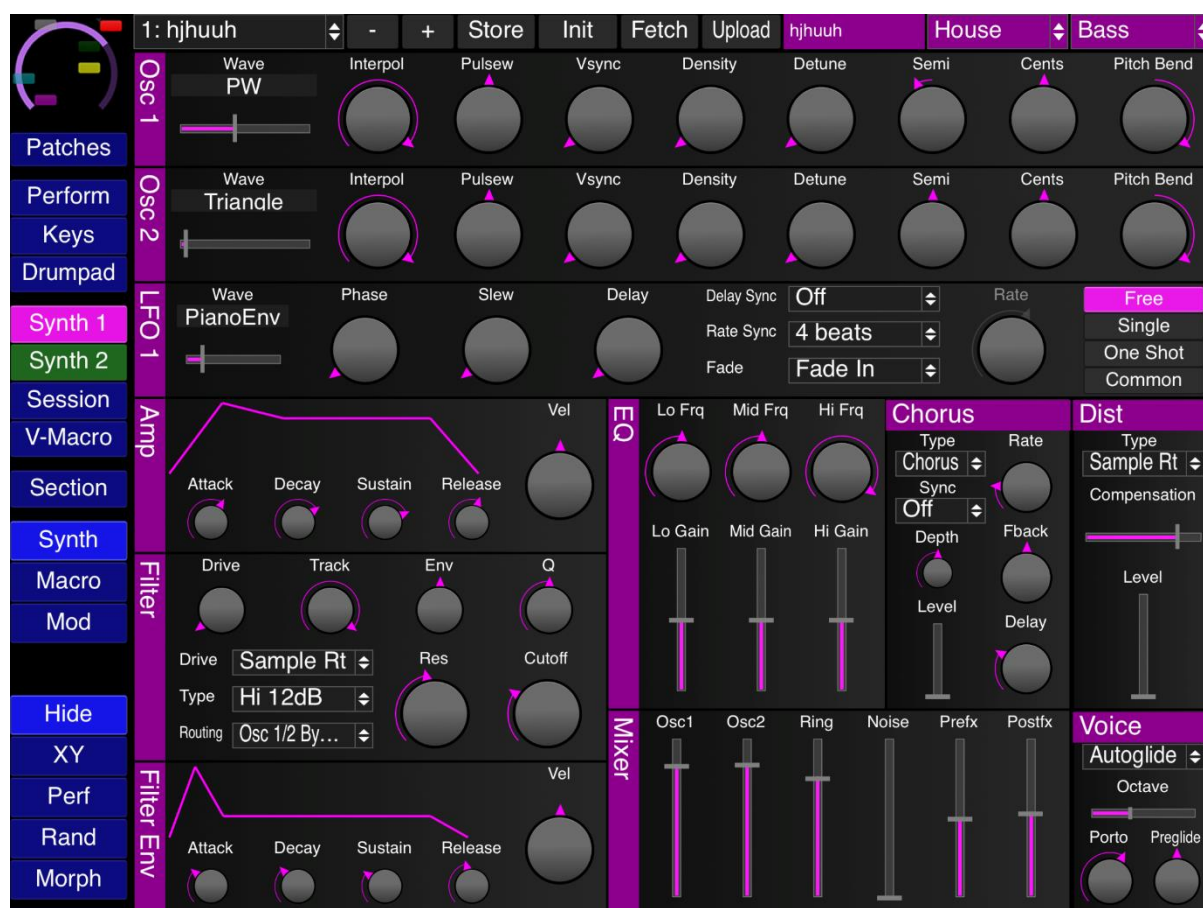 1: hjhuuh - + Store Init Fetch Upload hjhuuh House Bass
Patches
Perform
Keys
Drumpad
Synth 1
Synth 2
Session
V-Macro
Section
Synth
Macro
Mod
Hide
XY
Perf
Rand
Morph
Osc 1
Wave Interpol Pulsew Vsync Density Detune Semi Cents Pitch Bend
PW
Osc 2
Wave Interpol Pulsew Vsync Density Detune Semi Cents Pitch Bend
Triangle
LFO 1
Wave Phase Slew Delay
PianoEnv
Delay Sync Off
Rate Sync 4 beats
Fade Fade In
Rate
Free
Single
One Shot
Common
Amp
Vel
Attack Decay Sustain Release
Filter
Drive Track Env Q
Drive Sample Rt
Type Hi 12dB
Routing Osc 1/2 By...
Res Cutoff
Filter Env
Vel
Attack Decay Sustain Release
EQ
Lo Frq Mid Frq Hi Frq
Lo Gain Mid Gain Hi Gain
Chorus
Type Rate
Chorus
Sync
Off
Depth Fback
Level
Delay
Dist
Type
Sample Rt
Compensation
Level
Mixer
Osc1 Osc2 Ring Noise Prefx Postfx
Voice
Autoglide
Octave
Porto Preglide